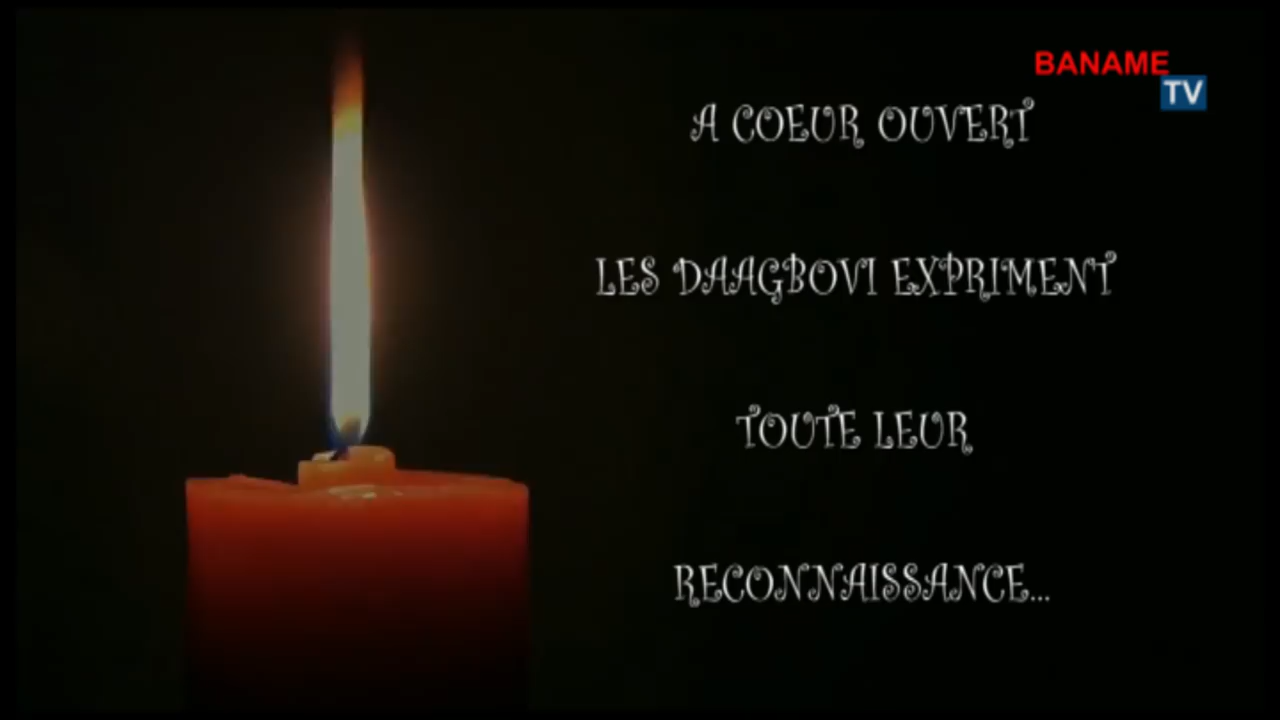 BANAME
TV
A COEUR OUVERT
LES DAAGBOVI EXPRIMENT
TOUTE LEUR
RECONNAISSANCE...